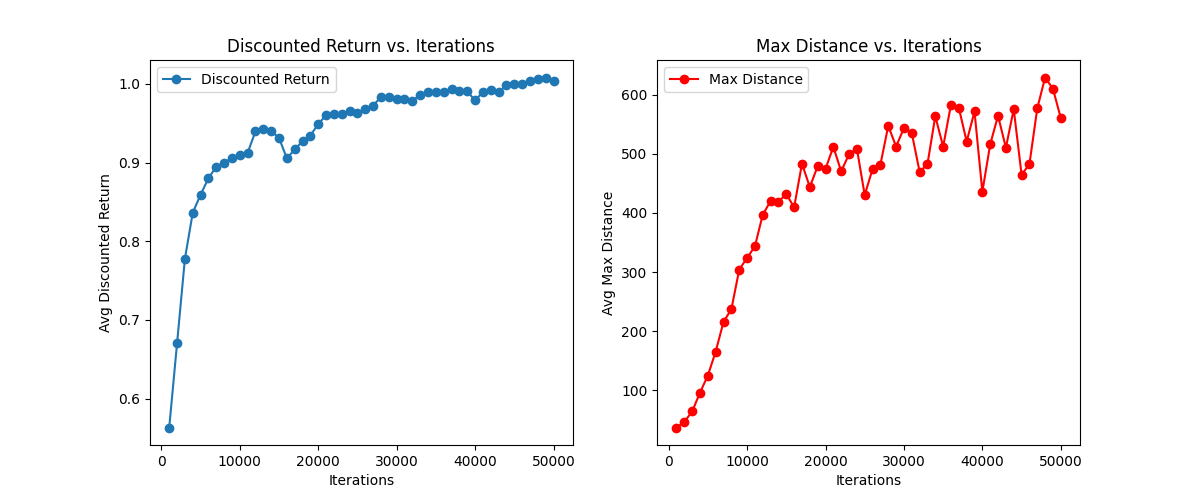 Discounted Return vs. Iterations
Discounted Return
1.0
0.9
0.8
0.7
0.6
Avg Discounted Return
0 10000 20000 30000 40000 50000
Iterations
Max Distance vs. Iterations
Max Distance
600
500
400
300
200
100
Avg Max Distance
0 10000 20000 30000 40000 50000
Iterations